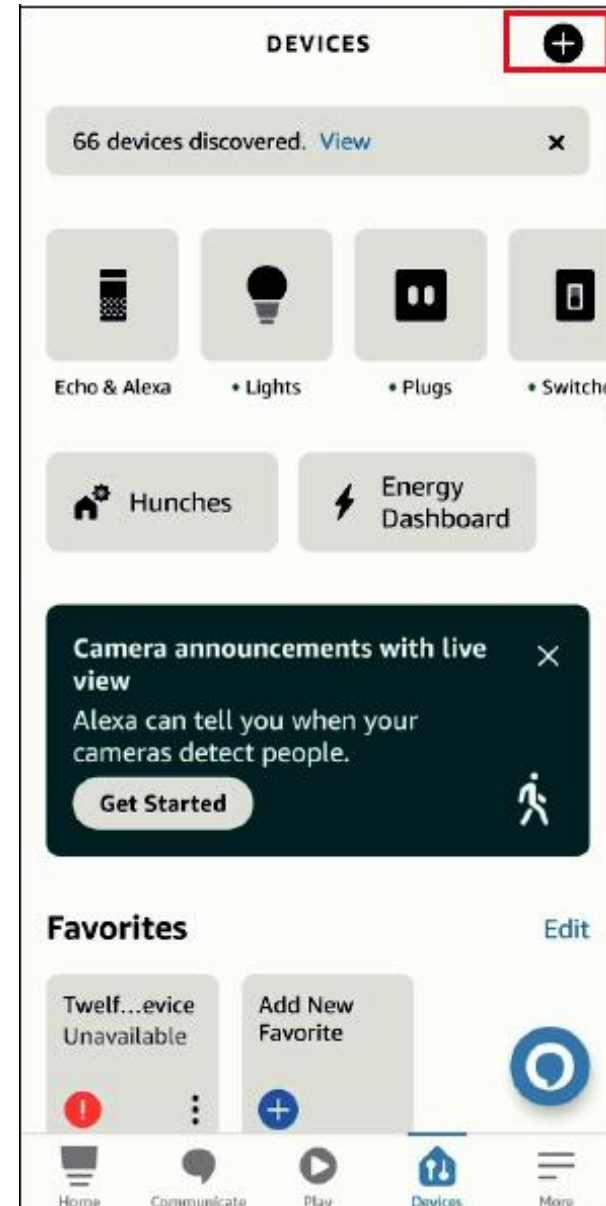 DEVICES
66 devices discovered. View
Echo & Alexa
• Lights
• Plugs
• Switche
Hunches
Energy
Dashboard
Camera announcements with live
view
Alexa can tell you when your
cameras detect people.
Get Started
Favorites
Edit
Twelf...evice
Unavailable
Add New
Favorite
Home
Communicate
Play
Devices
More